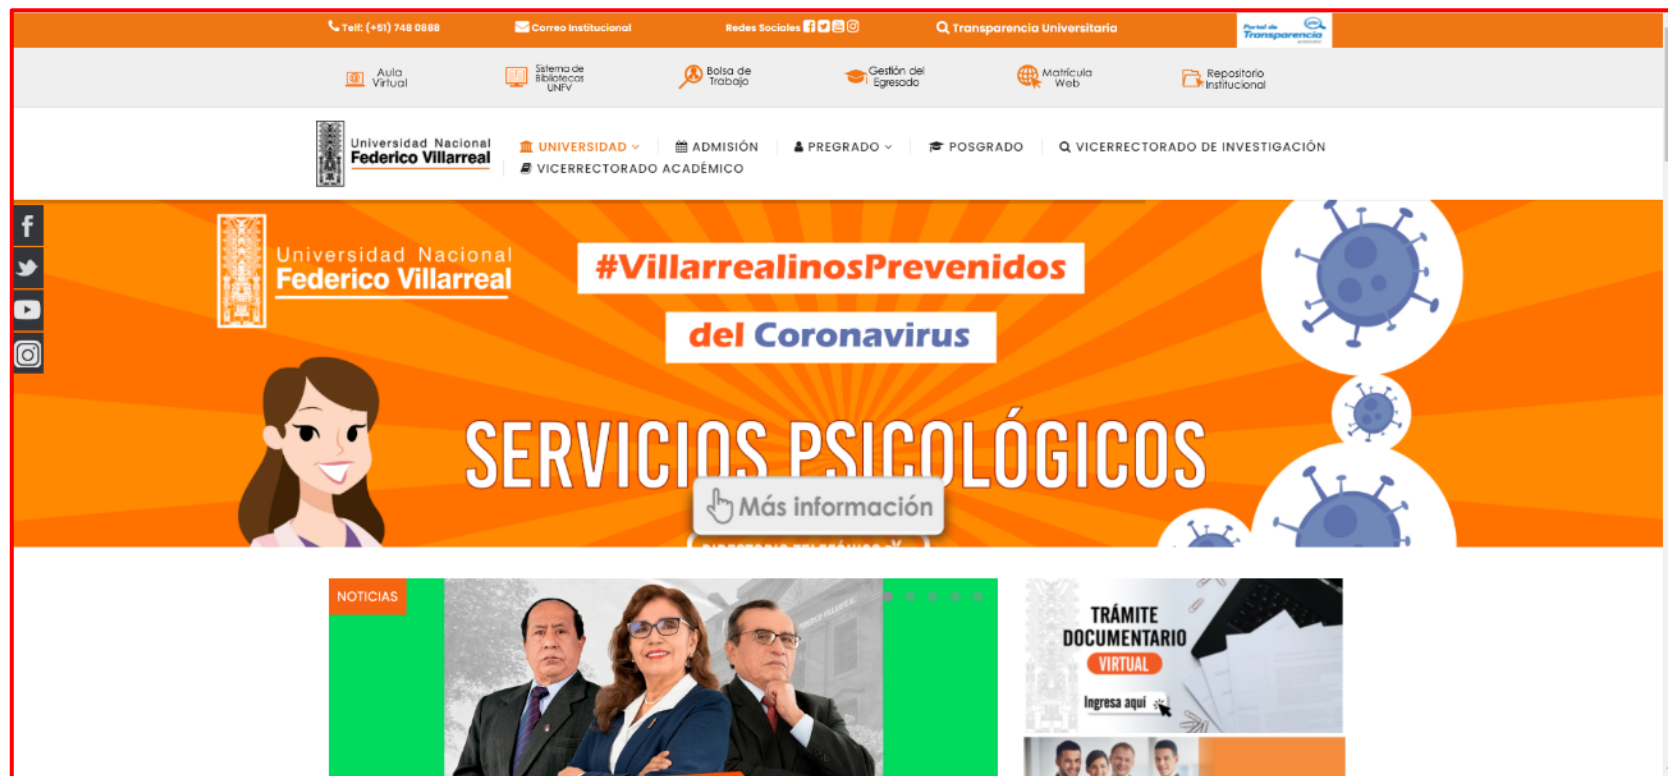 Telf: (+51) 748 0888
Correo Institucional
Redes Sociales
Transparencia Universitaria
Portal de
Transparencia
Aula
Virtual
Sistema de
Bibliotecas
UNFV
Bolsa de
Trabajo
Gestión del
Egresado
Matrícula
Web
Repositorio
Institucional
Universidad Nacional
Federico Villarreal
UNIVERSIDAD
ADMISIÓN
PREGRADO
POSGRADO
VICERRECTORADO DE INVESTIGACIÓN
VICERRECTORADO ACADÉMICO
Universidad Nacional
Federico Villarreal
#VillarrealinosPrevenidos
del Coronavirus
SERVICIOS PSICOLÓGICOS
Más información
DIRECTORIO TELEFÓNICO
NOTICIAS
TRÁMITE
DOCUMENTARIO
VIRTUAL
Ingresa aquí